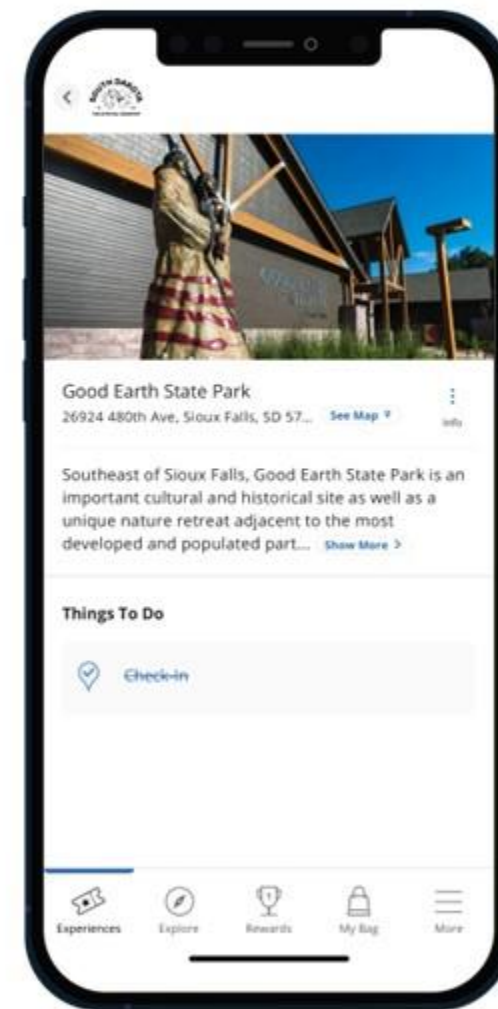 SOUTH DAKOTA
Good Earth State Park
26924 480th Ave, Sioux Falls, SD 57... See Map
Info
Southeast of Sioux Falls, Good Earth State Park is an
important cultural and historical site as well as a
unique nature retreat adjacent to the most
developed and populated part... Show More >
Things To Do
Check-in
Experiences Explore Rewards My Bag More